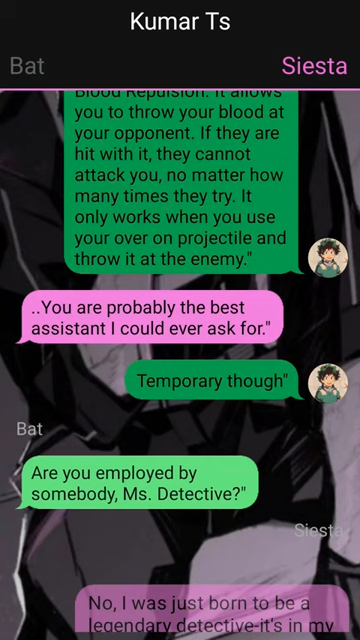 Kumar Ts
Bat
Siesta
Blood Repulsion. It allows
you to throw your blood at
your opponent. If they are
hit with it, they cannot
attack you, no matter how
many times they try. It
only works when you use
your over on projectile and
throw it at the enemy."
..You are probably the best
assistant I could ever ask for."
Temporary though"
Bat
Are you employed by
somebody, Ms. Detective?"
Siesta
No, I was just born to be a
legendary detective-it's in my